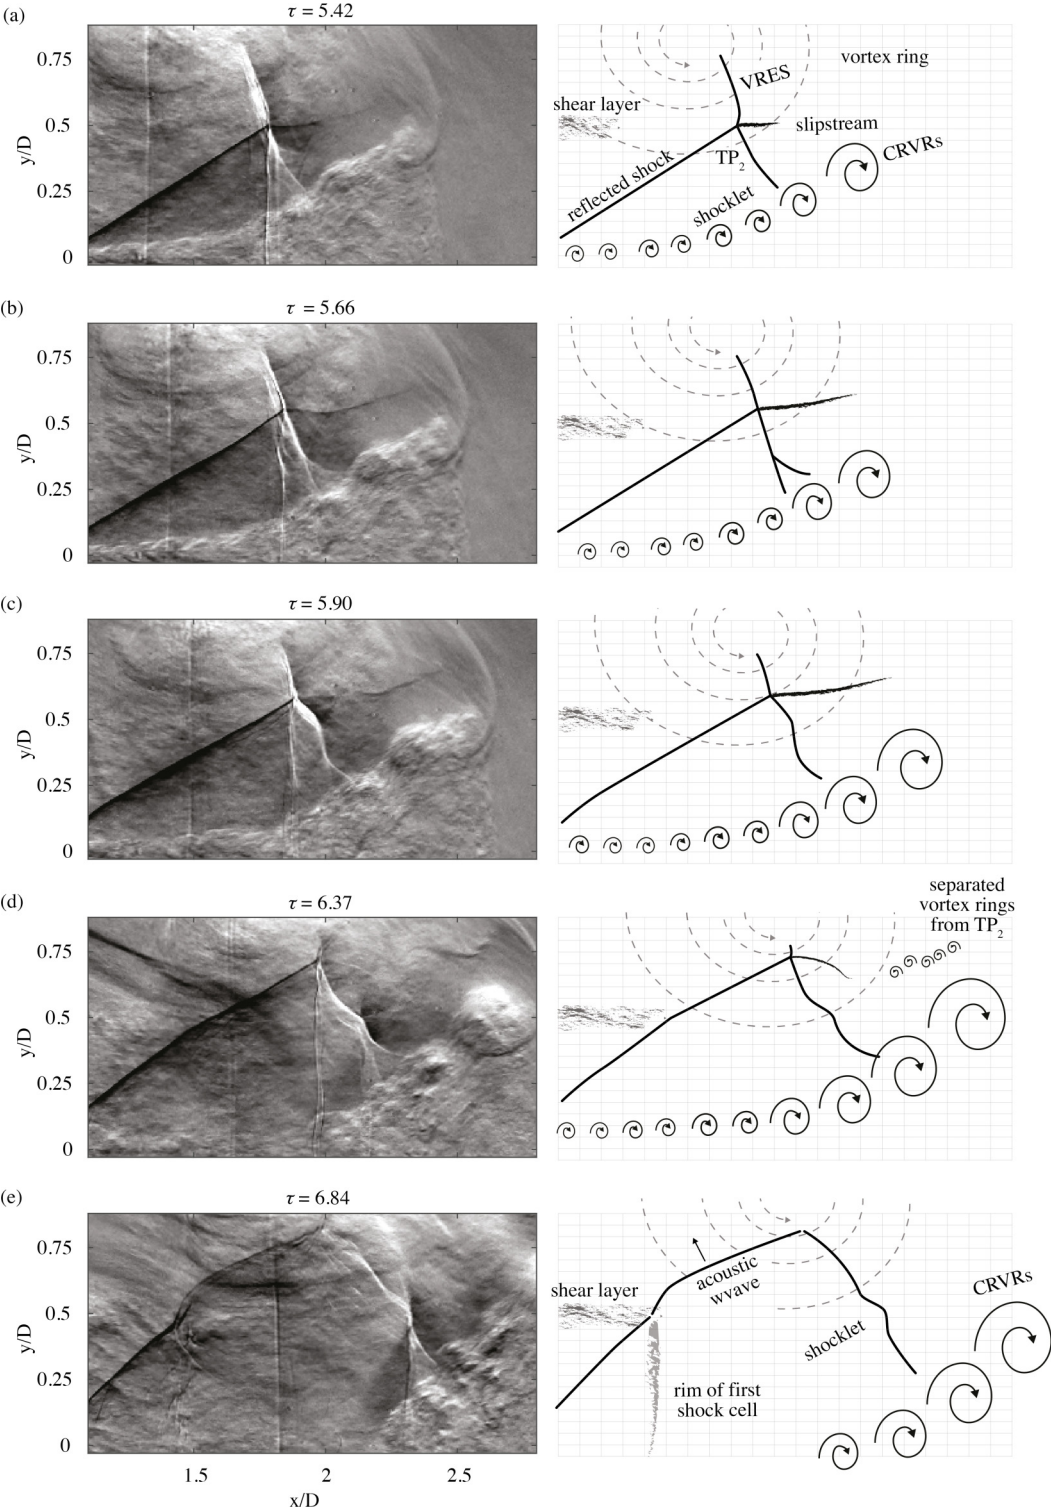 (a)
τ = 5.42
0.75
0.5
0.25
0
y/D
vortex ring
VRES
shear layer
slipstream
CRVRs
TP2
reflected shock
shocklet
(b)
τ = 5.66
0.75
0.5
0.25
0
y/D
(c)
τ = 5.90
0.75
0.5
0.25
0
y/D
(d)
τ = 6.37
0.75
0.5
0.25
0
y/D
separated
vortex rings
from TP2
(e)
τ = 6.84
0.75
0.5
0.25
0
y/D
1.5
2
2.5
x/D
shear layer
acoustic
wvave
CRVRs
shocklet
rim of first
shock cell